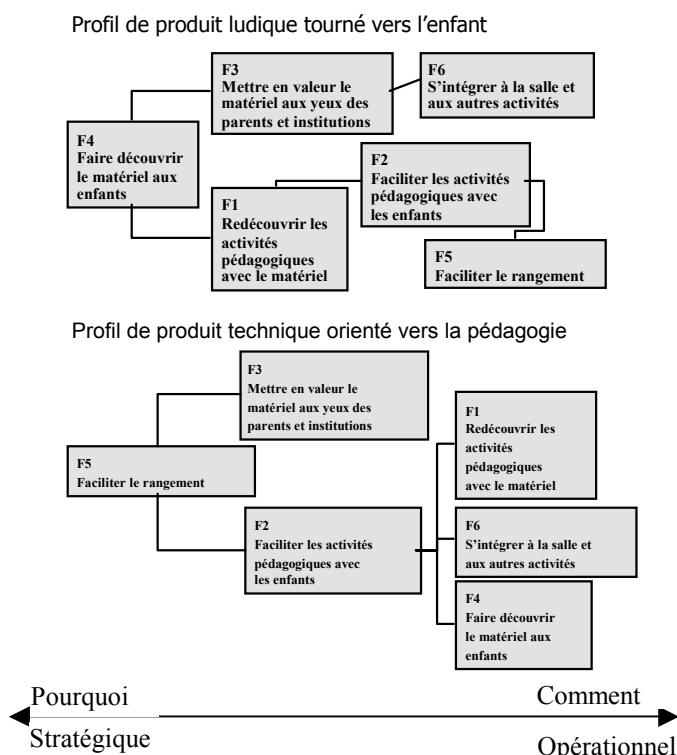 Profil de produit ludique tourné vers l'enfant
F3
Mettre en valeur le
matériel aux yeux des
parents et institutions
F6
S'intégrer à la salle et
aux autres activités
F4
Faire découvrir
le matériel aux
enfants
F2
Faciliter les activités
pédagogiques avec
les enfants
F1
Redécouvrir les
activités
pédagogiques
avec le matériel
F5
Faciliter le rangement
Profil de produit technique orienté vers la pédagogie
F3
Mettre en valeur le
matériel aux yeux des
parents et institutions
F1
Redécouvrir les
activités
pédagogiques
avec le matériel
F5
Faciliter le rangement
F2
Faciliter les activités
pédagogiques avec
les enfants
F6
S'intégrer à la salle et
aux autres activités
F4
Faire découvrir
le matériel aux
enfants
Pourquoi
Comment
Stratégique
Opérationnel